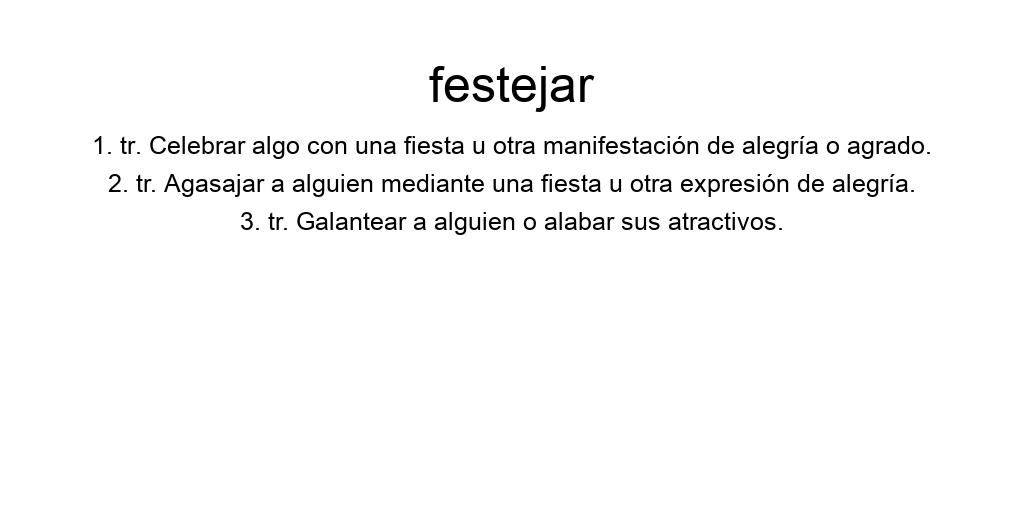 festejar
1. tr. Celebrar algo con una fiesta u otra manifestación de alegría o agrado.
2. tr. Agasajar a alguien mediante una fiesta u otra expresión de alegría.
3. tr. Galantear a alguien o alabar sus atractivos.